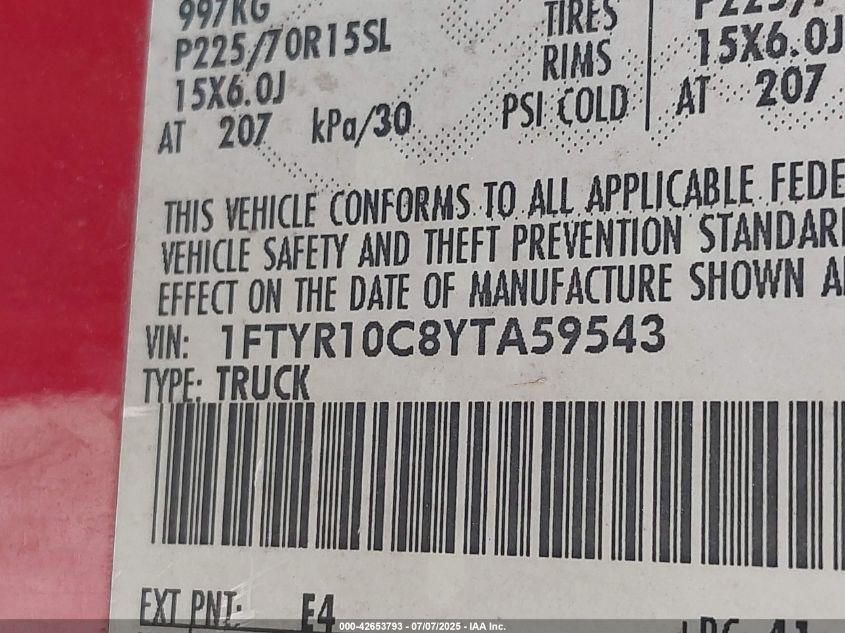 997KG TIRES
P225/70R15SL RIMS 15X6.0J
15X6.0J PSI COLD AT 207
AT 207 kPa/30
THIS VEHICLE CONFORMS TO ALL APPLICABLE FEDE
VEHICLE SAFETY AND THEFT PREVENTION STANDAR
EFFECT ON THE DATE OF MANUFACTURE SHOWN A
VIN: 1FTYR10C8YTA59543
TYPE: TRUCK
EXT PNT: E4
000-42653793 - 07/07/2025 - IAA Inc.